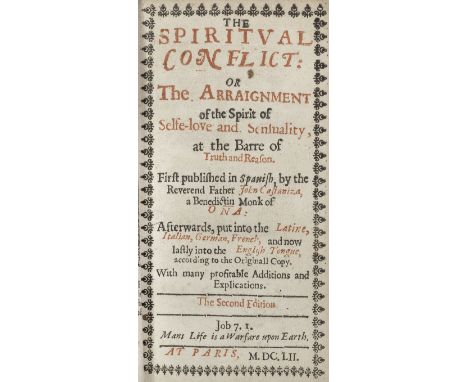 THE
SPIRITVAL
CONFLICT:
OR
The ARRAIGNMENT
of the Spirit of
Selfe-love and Sensuality,
at the Barre of
Truth and Reason.
First published in Spanish, by the
Reverend Father John Castaniza,
a Benedictin Monk of
ONA:
Afterwards, put into the Latine,
Italian, German, French, and now
lastly into the English Tongue,
according to the Originall Copy.
With many profitable Additions and
Explications.
The Second Edition.
Job 7. 1.
Mans Life is a Warfare upon Earth.
AT PARIS, M. DC. LII.